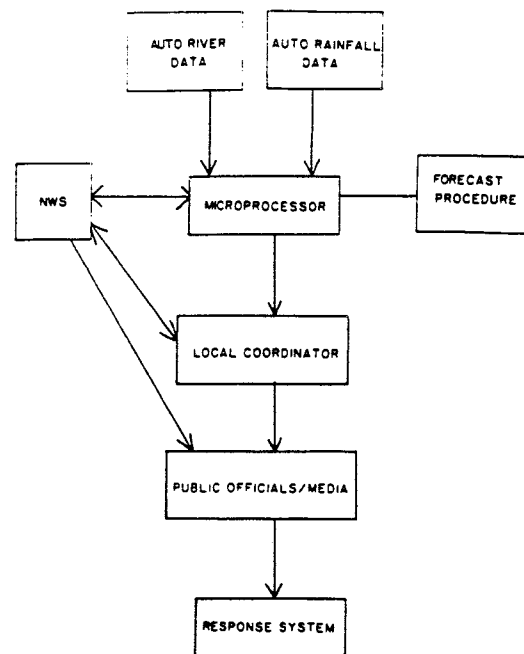 AUTO RIVER
DATA
AUTO RAINFALL
DATA
NWS
MICROPROCESSOR
FORECAST
PROCEDURE
LOCAL COORDINATOR
PUBLIC OFFICIALS/MEDIA
RESPONSE SYSTEM